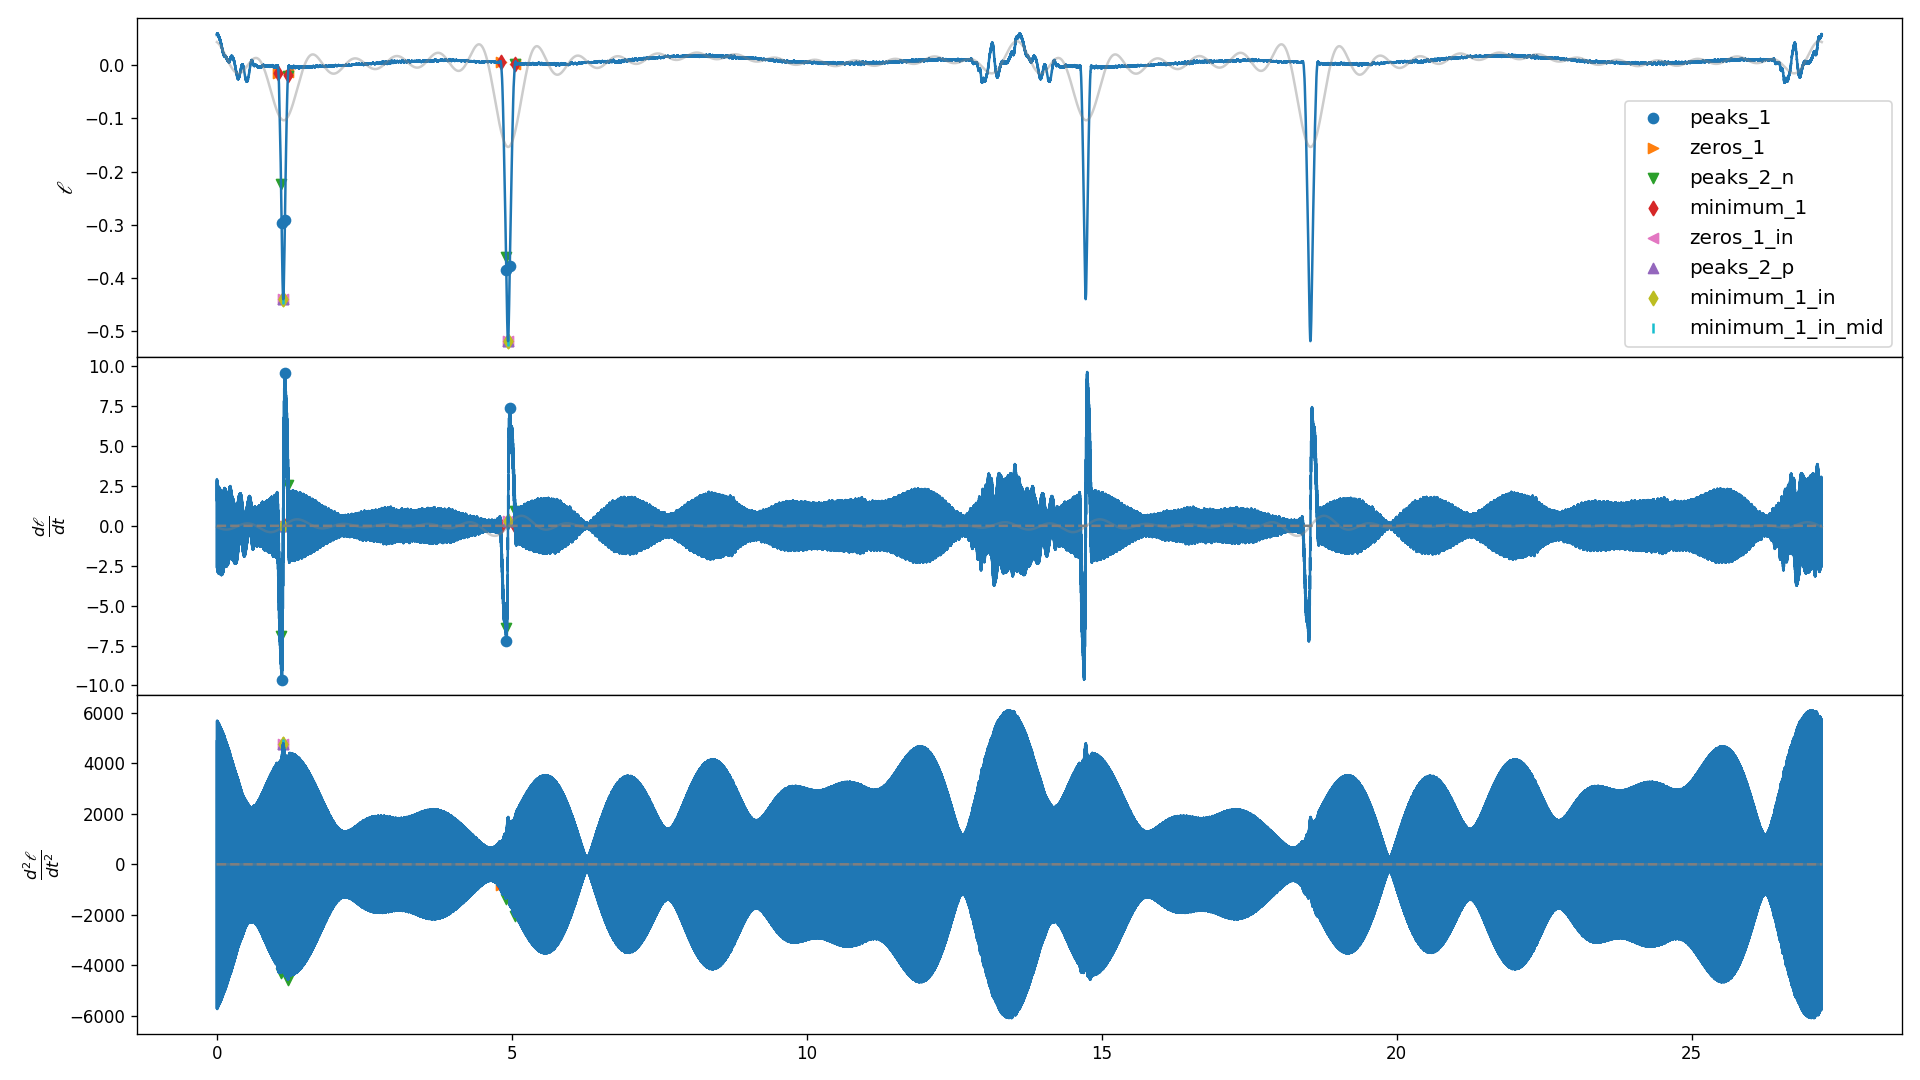 0.0
−0.1
−0.2
−0.3
−0.4
−0.5
ℓ
peaks_1
zeros_1
peaks_2_n
minimum_1
zeros_1_in
peaks_2_p
minimum_1_in
minimum_1_in_mid
10.0
7.5
5.0
2.5
0.0
−2.5
−5.0
−7.5
−10.0
dℓ
dt
6000
4000
2000
0
−2000
−4000
−6000
d²ℓ
dt²
0 5 10 15 20 25